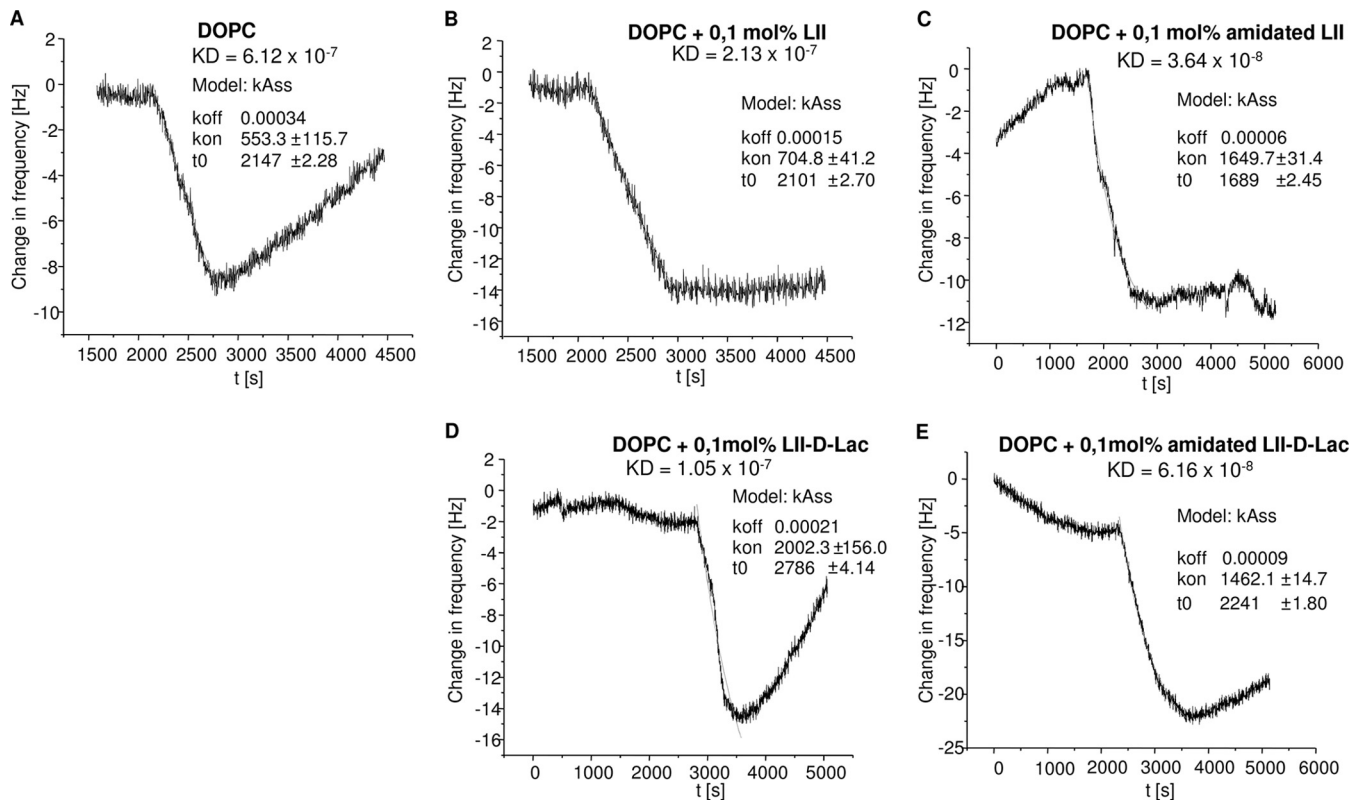 A
DOPC
KD = 6.12 x 10-7
Model: kAss
koff 0.00034
kon 553.3 ±115.7
t0 2147 ±2.28
Change in frequency [Hz]
2
0
-2
-4
-6
-8
-10
1500 2000 2500 3000 3500 4000 4500
t [s]
B
DOPC + 0,1 mol% LII
KD = 2.13 x 10-7
Model: kAss
koff 0.00015
kon 704.8 ±41.2
t0 2101 ±2.70
Change in frequency [Hz]
2
0
-2
-4
-6
-8
-10
-12
-14
-16
1500 2000 2500 3000 3500 4000 4500
t [s]
C
DOPC + 0,1 mol% amidated LII
KD = 3.64 x 10-8
Model: kAss
koff 0.00006
kon 1649.7±31.4
t0 1689 ±2.45
Change in frequency [Hz]
0
-2
-4
-6
-8
-10
-12
0 1000 2000 3000 4000 5000 6000
t [s]
D
DOPC + 0,1mol% LII-D-Lac
KD = 1.05 x 10-7
Model: kAss
koff 0.00021
kon 2002.3 ±156.0
t0 2786 ±4.14
Change in frequency [Hz]
2
0
-2
-4
-6
-8
-10
-12
-14
-16
0 1000 2000 3000 4000 5000
t [s]
E
DOPC + 0,1mol% amidated LII-D-Lac
KD = 6.16 x 10-8
Model: kAss
koff 0.00009
kon 1462.1 ±14.7
t0 2241 ±1.80
Change in frequency [Hz]
0
-5
-10
-15
-20
-25
0 1000 2000 3000 4000 5000 6000
t [s]